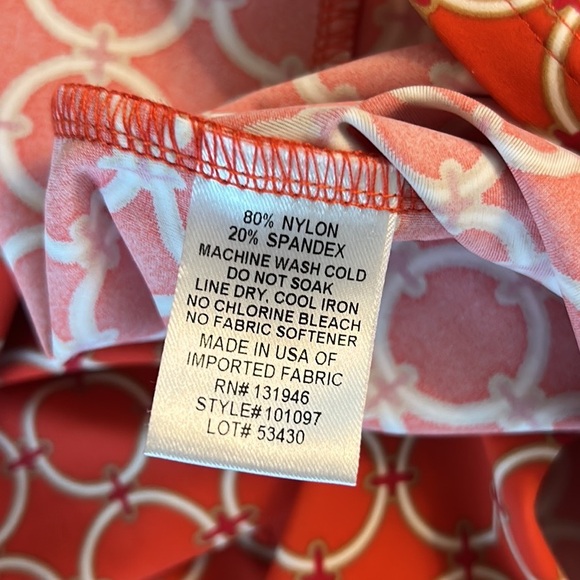 80% NYLON
20% SPANDEX
MACHINE WASH COLD
DO NOT SOAK
LINE DRY, COOL IRON
NO CHLORINE BLEACH
NO FABRIC SOFTENER
MADE IN USA OF
IMPORTED FABRIC
RN# 131946
STYLE#101097
LOT# 53430